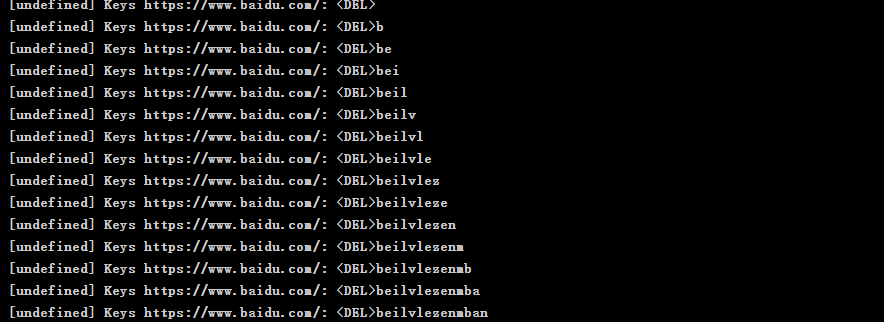 [undefined] Keys https://www.baidu.com/: <DEL>
[undefined] Keys https://www.baidu.com/: <DEL>b
[undefined] Keys https://www.baidu.com/: <DEL>be
[undefined] Keys https://www.baidu.com/: <DEL>bei
[undefined] Keys https://www.baidu.com/: <DEL>beil
[undefined] Keys https://www.baidu.com/: <DEL>beilv
[undefined] Keys https://www.baidu.com/: <DEL>beilvl
[undefined] Keys https://www.baidu.com/: <DEL>beilvle
[undefined] Keys https://www.baidu.com/: <DEL>beilvlez
[undefined] Keys https://www.baidu.com/: <DEL>beilvleze
[undefined] Keys https://www.baidu.com/: <DEL>beilvlezen
[undefined] Keys https://www.baidu.com/: <DEL>beilvlezenm
[undefined] Keys https://www.baidu.com/: <DEL>beilvlezenmb
[undefined] Keys https://www.baidu.com/: <DEL>beilvlezenmba
[undefined] Keys https://www.baidu.com/: <DEL>beilvlezenmban